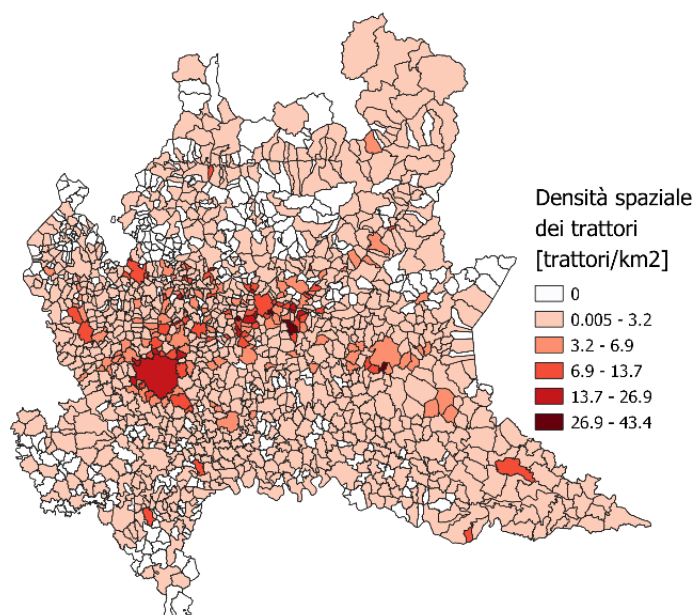 Densità spaziale
dei trattori
[trattori/km2]
0
0.005 - 3.2
3.2 - 6.9
6.9 - 13.7
13.7 - 26.9
26.9 - 43.4